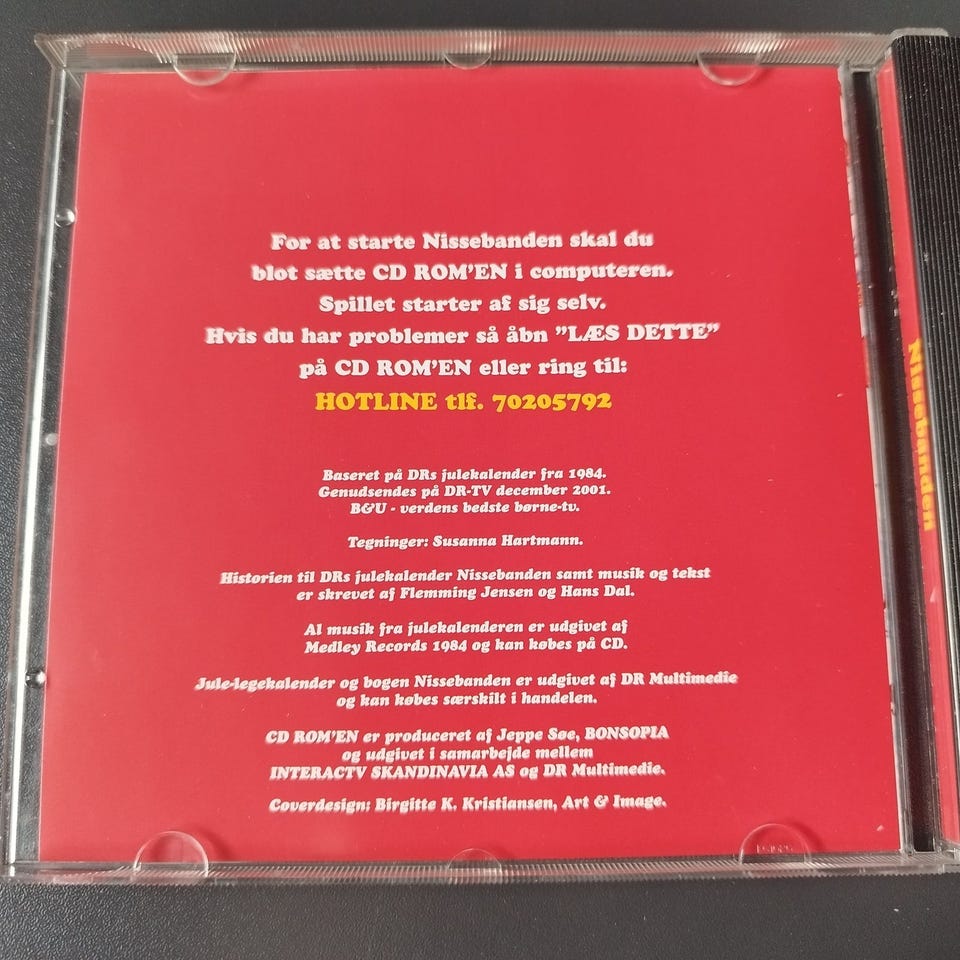 For at starte Nissebanden skal du
blot sætte CD ROM'EN i computeren.
Spillet starter af sig selv.
Hvis du har problemer så åbn "LÆS DETTE"
på CD ROM'EN eller ring til:
HOTLINE tlf. 70205792
Baseret på DRs julekalender fra 1984.
Genudsendes på DR-TV december 2001.
B&U - verdens bedste børne-tv.
Tegninger: Susanna Hartmann.
Historien til DRs julekalender Nissebanden samt musik og tekst
er skrevet af Flemming Jensen og Hans Dal.
Al musik fra julekalenderen er udgivet af
Medley Records 1984 og kan købes på CD.
Jule-legekalender og bogen Nissebanden er udgivet af DR Multimedie
og kan købes særskilt i handelen.
CD ROM'EN er produceret af Jeppe Søe, BONSOPIA
og udgivet i samarbejde mellem
INTERACTV SKANDINAVIA AS og DR Multimedie.
Coverdesign: Birgitte K. Kristiansen, Art & Image.
Nissebanden